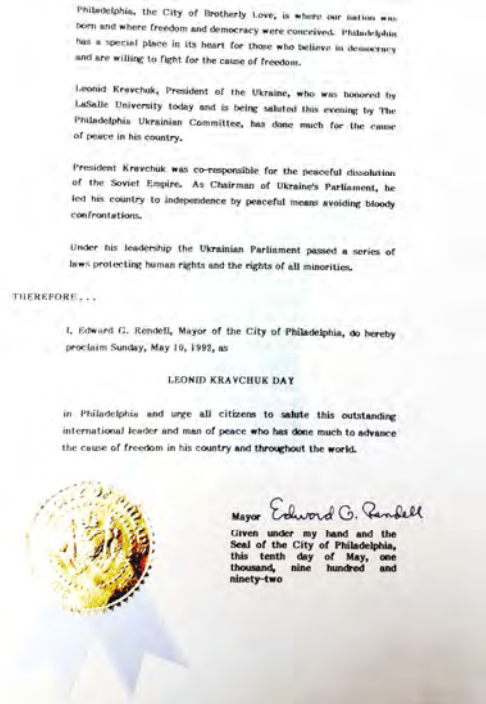 Philadelphia, the City of Brotherly Love, is where our nation was
born and where freedom and democracy were conceived. Philadelphia
has a special place in its heart for those who believe in democracy
and are willing to fight for the cause of freedom.
Leonid Kravchuk, President of the Ukraine, who was honored by
LaSalle University today and is being saluted this evening by The
Philadelphia Ukrainian Committee, has done much for the cause
of peace in his country.
President Kravchuk was co-responsible for the peaceful dissolution
of the Soviet Empire. As Chairman of Ukraine's Parliament, he
led his country to independence by peaceful means avoiding bloody
confrontations.
Under his leadership the Ukrainian Parliament passed a series of
laws protecting human rights and the rights of all minorities.
THEREFORE...
I, Edward G. Rendell, Mayor of the City of Philadelphia, do hereby
proclaim Sunday, May 10, 1992, as
LEONID KRAVCHUK DAY
in Philadelphia and urge all citizens to salute this outstanding
international leader and man of peace who has done much to advance
the cause of freedom in his country and throughout the world.
Mayor Edward G. Rendell
Given under my hand and the
Seal of the City of Philadelphia,
this tenth day of May, one
thousand, nine hundred and
ninety-two